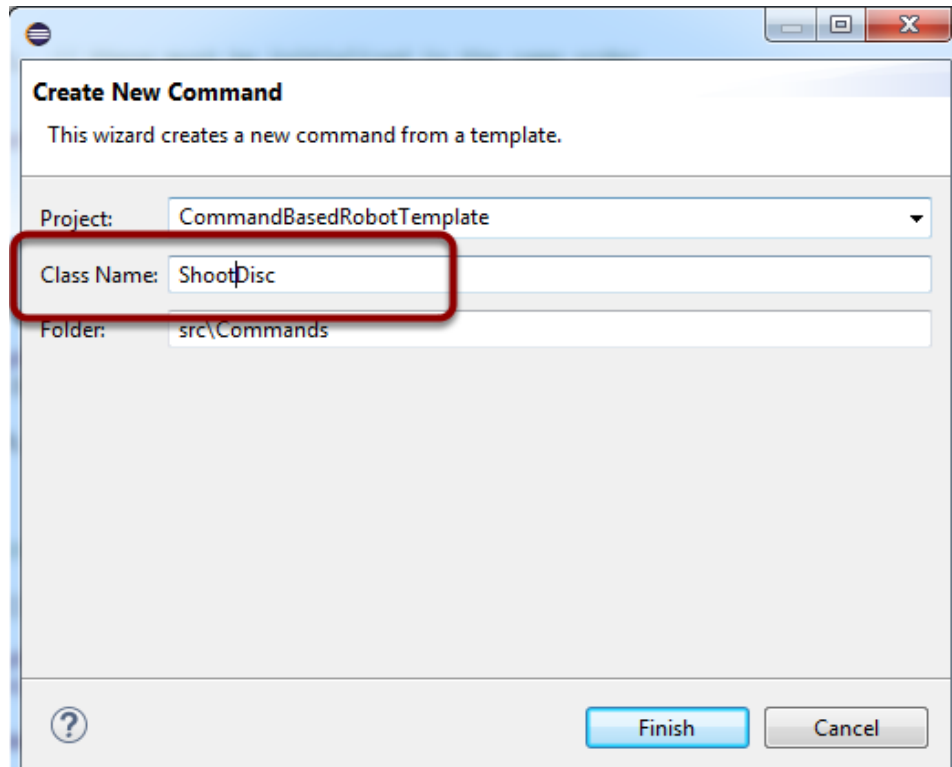 Create New Command
This wizard creates a new command from a template.
Project: CommandBasedRobotTemplate
Class Name: ShootDisc
Folder: src\Commands
? Finish Cancel